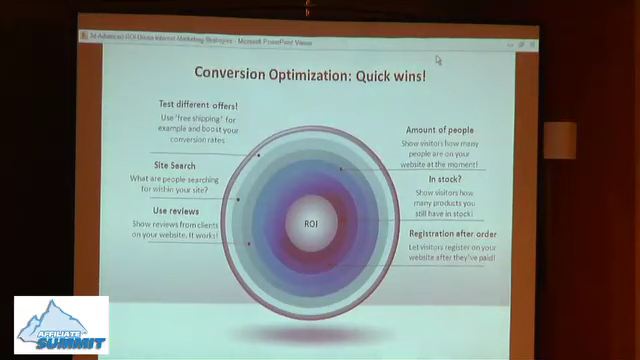 3d-Advanced ROI Driven Internet Marketing Strategies - Microsoft PowerPoint Viewer
Conversion Optimization: Quick wins!
Test different offers!
Use 'free shipping' for
example and boost your
conversion rates
Site Search
What are people searching
for within your site?
Use reviews
Show reviews from clients
on your website. It works!
ROI
Amount of people
Show visitors how many
people are on your
website at the moment!
In stock?
Show visitors how
many products you
still have in stock!
Registration after order
Let visitors register on your
website after they've paid!
AFFILIATE
SUMMIT